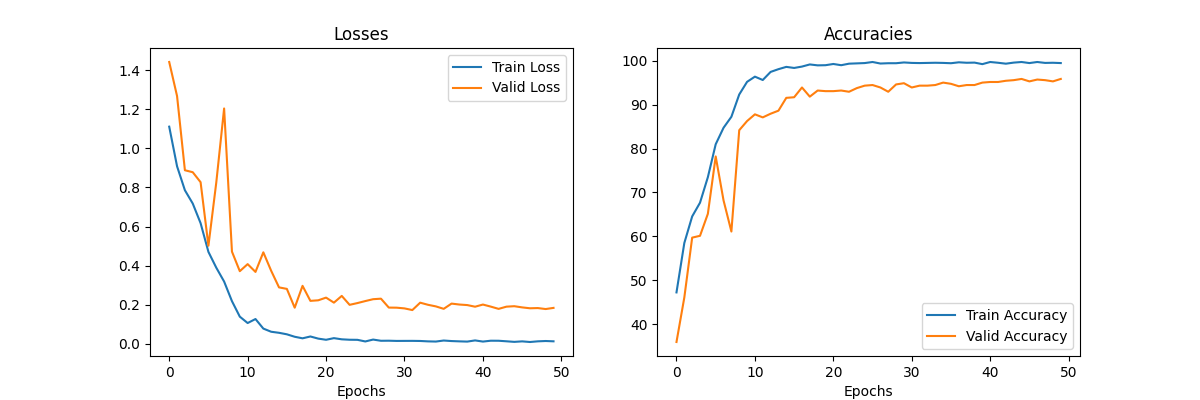 Losses
1.4
1.2
1.0
0.8
0.6
0.4
0.2
0.0
0 10 20 30 40 50
Epochs
Train Loss
Valid Loss
Accuracies
100
90
80
70
60
50
40
0 10 20 30 40 50
Epochs
Train Accuracy
Valid Accuracy